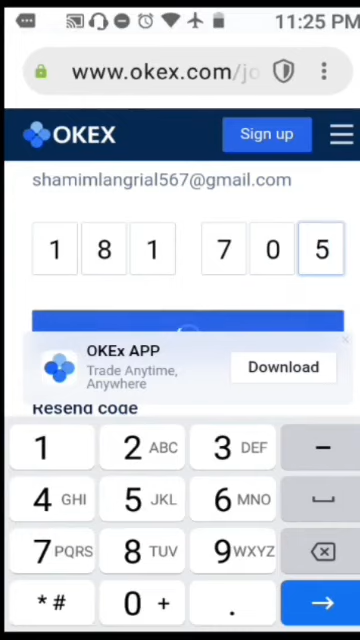 11:25 PM
www.okex.com/jo
OKEX
Sign up
shamimlangrial567@gmail.com
1 8 1 7 0 5
OKEx APP
Trade Anytime,
Anywhere
Download
Resend code
1 2 ABC 3 DEF –
4 GHI 5 JKL 6 MNO
7 PQRS 8 TUV 9 WXYZ
*# 0 + .